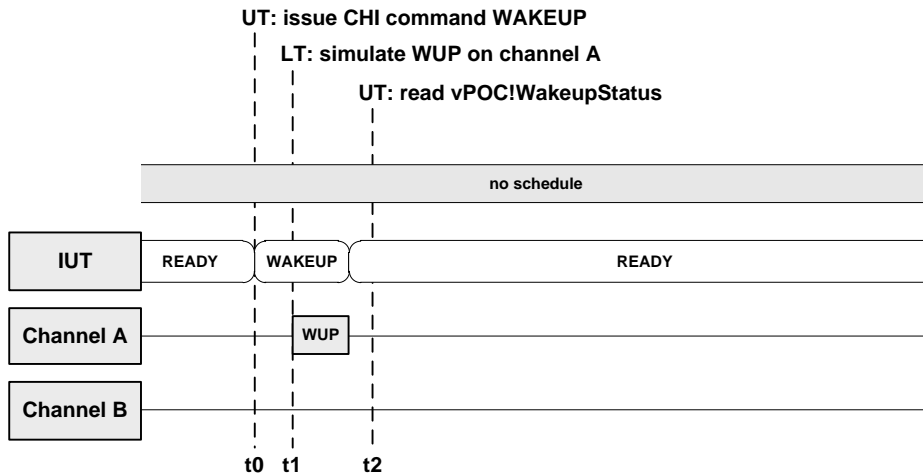 UT: issue CHI command WAKEUP
LT: simulate WUP on channel A
UT: read vPOC!WakeupStatus
no schedule
IUT
READY
WAKEUP
READY
Channel A
WUP
Channel B
t0
t1
t2